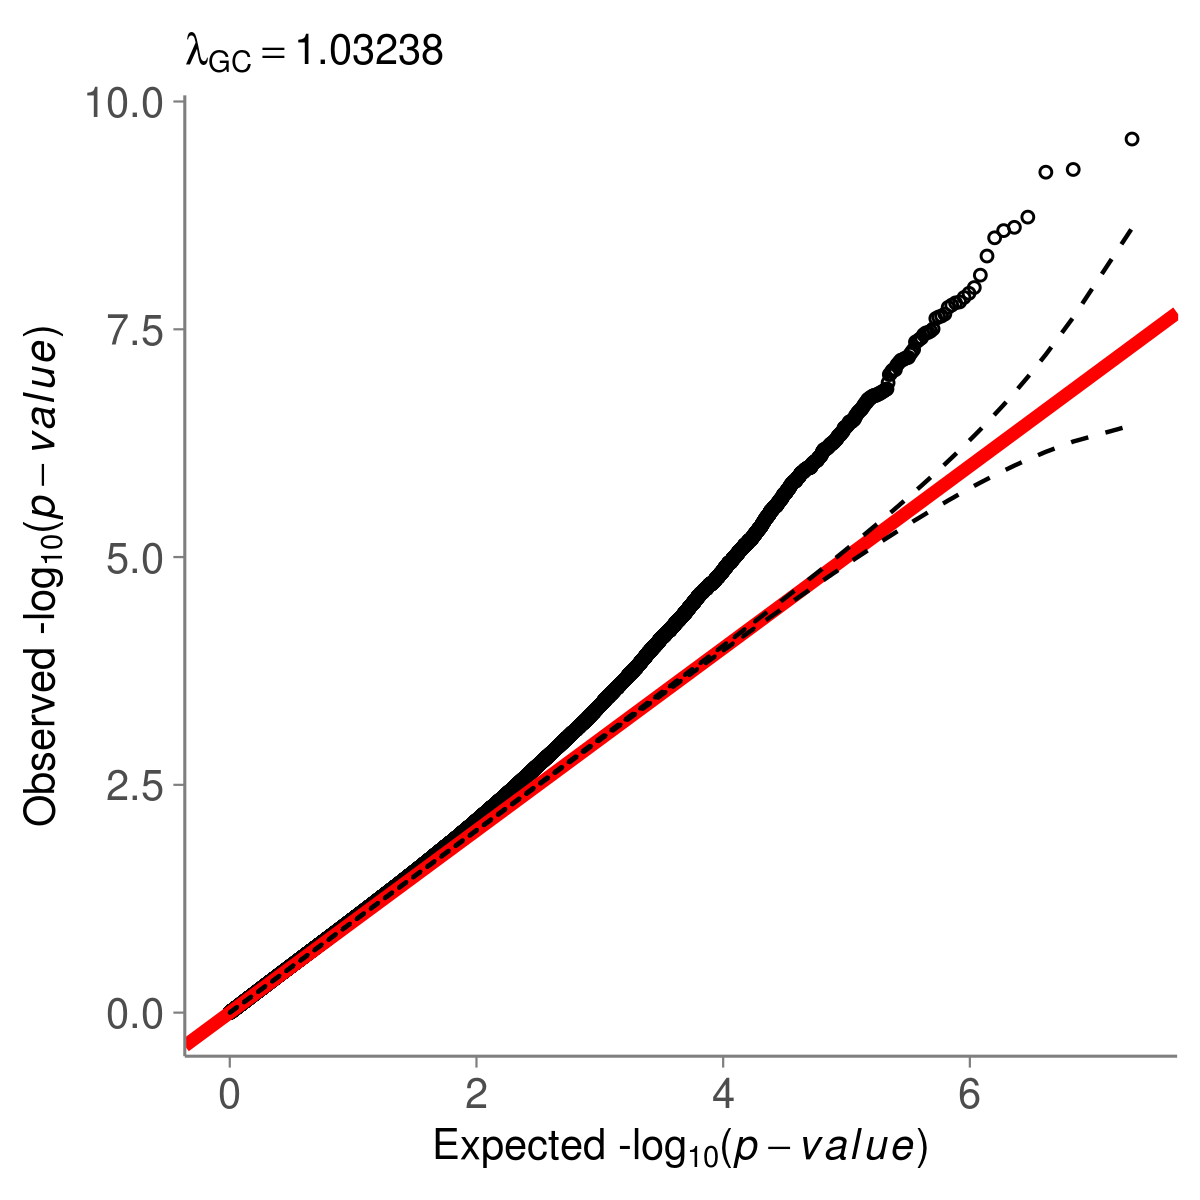 λGC = 1.03238
10.0
7.5
5.0
2.5
0.0
Observed -log10(p − value)
0 2 4 6
Expected -log10(p − value)